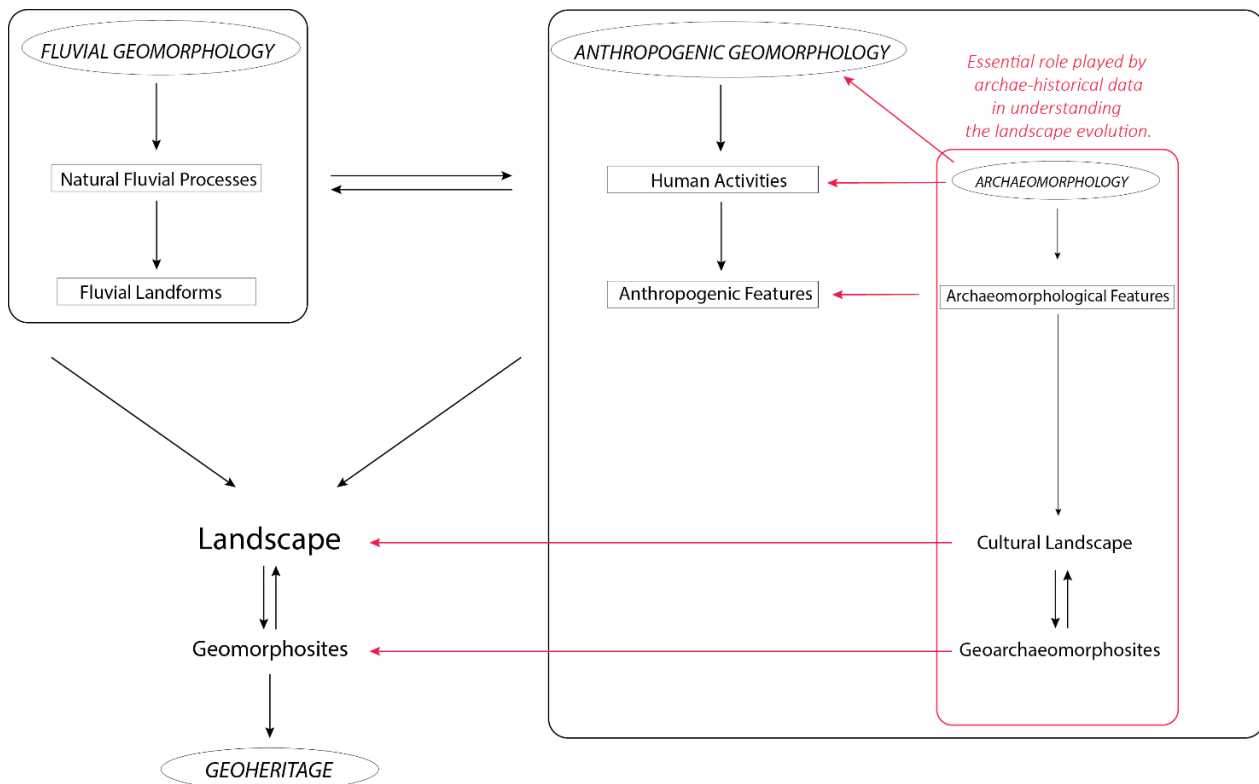 FLUVIAL GEOMORPHOLOGY
Natural Fluvial Processes
Fluvial Landforms
ANTHROPOGENIC GEOMORPHOLOGY
Human Activities
Anthropogenic Features
Essential role played by
archae-historical data
in understanding
the landscape evolution.
ARCHAEOMORPHOLOGY
Archaeomorphological Features
Cultural Landscape
Geoarchaeomorphosites
Landscape
Geomorphosites
GEOHERITAGE